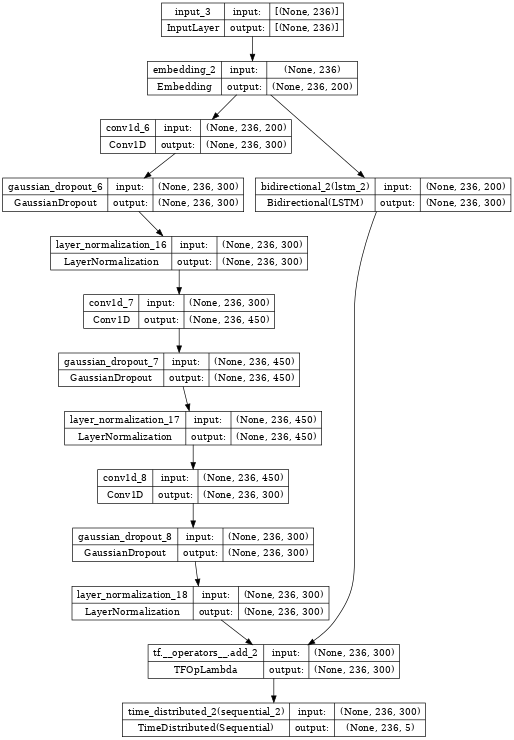 input_3 input: [(None, 236)]
InputLayer output: [(None, 236)]
embedding_2 input: (None, 236)
Embedding output: (None, 236, 200)
conv1d_6 input: (None, 236, 200)
Conv1D output: (None, 236, 300)
gaussian_dropout_6 input: (None, 236, 300)
GaussianDropout output: (None, 236, 300)
bidirectional_2(lstm_2) input: (None, 236, 200)
Bidirectional(LSTM) output: (None, 236, 300)
layer_normalization_16 input: (None, 236, 300)
LayerNormalization output: (None, 236, 300)
conv1d_7 input: (None, 236, 300)
Conv1D output: (None, 236, 450)
gaussian_dropout_7 input: (None, 236, 450)
GaussianDropout output: (None, 236, 450)
layer_normalization_17 input: (None, 236, 450)
LayerNormalization output: (None, 236, 450)
conv1d_8 input: (None, 236, 450)
Conv1D output: (None, 236, 300)
gaussian_dropout_8 input: (None, 236, 300)
GaussianDropout output: (None, 236, 300)
layer_normalization_18 input: (None, 236, 300)
LayerNormalization output: (None, 236, 300)
tf.__operators__.add_2 input: (None, 236, 300)
TFOpLambda output: (None, 236, 300)
time_distributed_2(sequential_2) input: (None, 236, 300)
TimeDistributed(Sequential) output: (None, 236, 5)